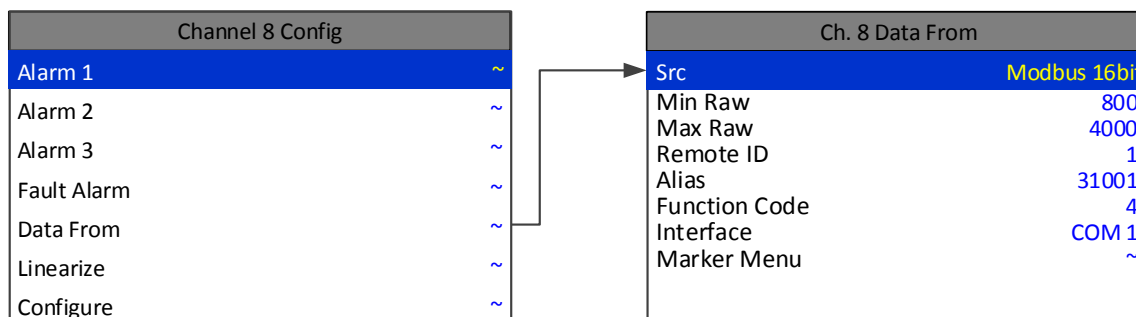 Channel 8 Config
Alarm 1 ~
Alarm 2 ~
Alarm 3 ~
Fault Alarm ~
Data From ~
Linearize ~
Configure ~
Ch. 8 Data From
Src Modbus 16bit
Min Raw 800
Max Raw 4000
Remote ID 1
Alias 31001
Function Code 4
Interface COM 1
Marker Menu ~